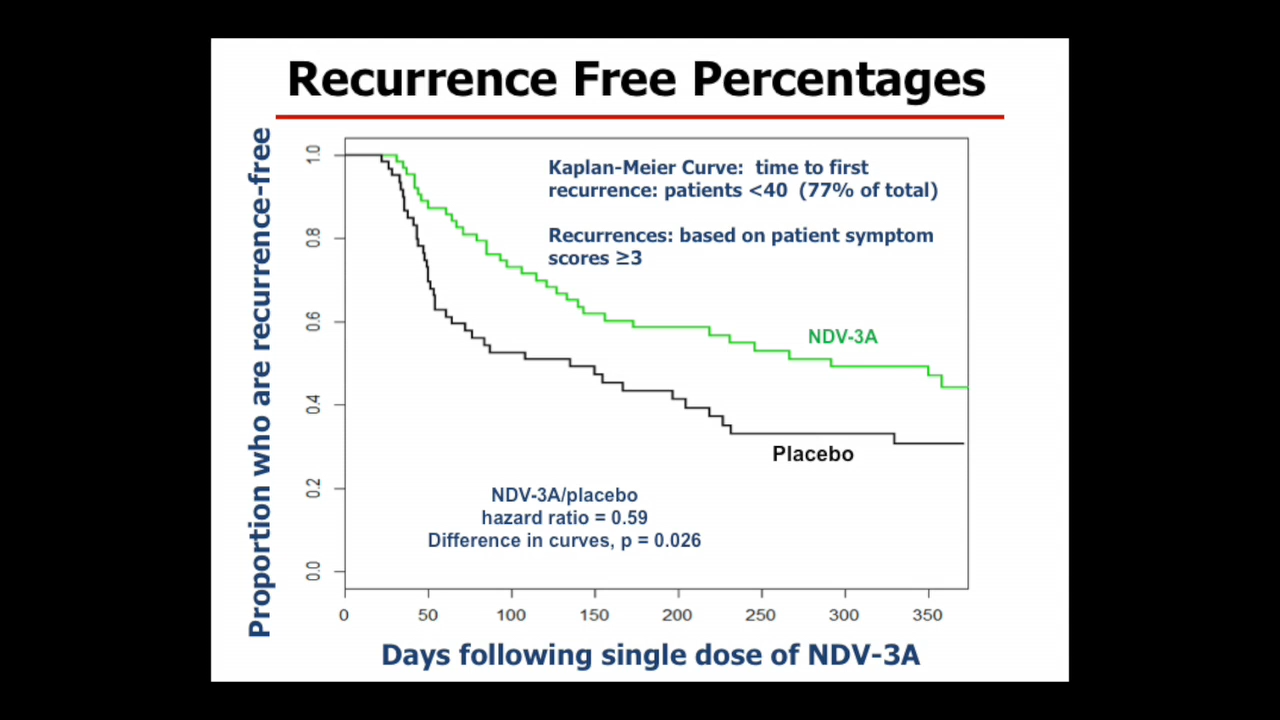 Recurrence Free Percentages
Proportion who are recurrence-free
1.0
0.8
0.6
0.4
0.2
0.0
Kaplan-Meier Curve:  time to first
recurrence: patients <40  (77% of total)
Recurrences: based on patient symptom
scores ≥3
NDV-3A
Placebo
NDV-3A/placebo
hazard ratio = 0.59
Difference in curves, p = 0.026
0 50 100 150 200 250 300 350
Days following single dose of NDV-3A